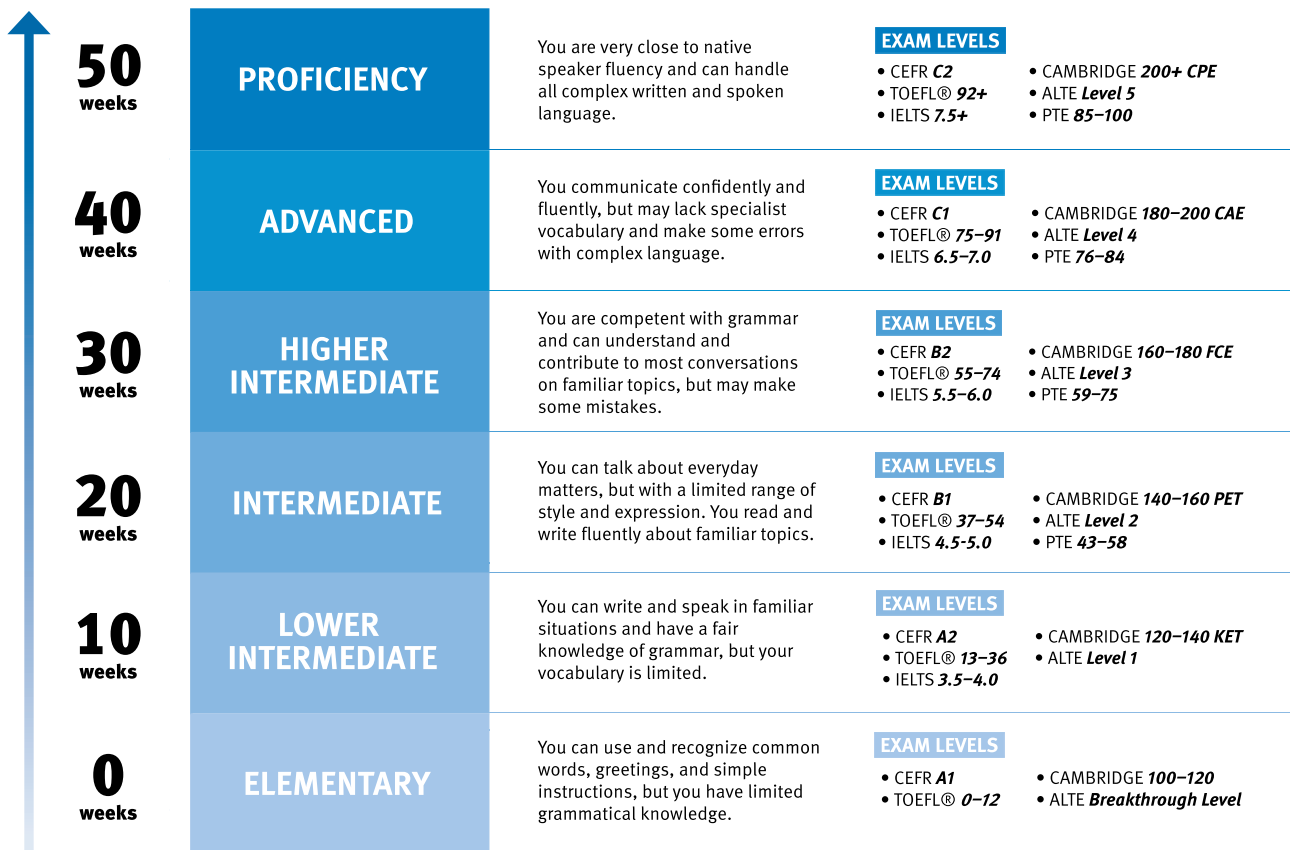 50
weeks
PROFICIENCY
You are very close to native
speaker fluency and can handle
all complex written and spoken
language.
EXAM LEVELS
• CEFR C2
• TOEFL® 92+
• IELTS 7.5+
• CAMBRIDGE 200+ CPE
• ALTE Level 5
• PTE 85–100
40
weeks
ADVANCED
You communicate confidently and
fluently, but may lack specialist
vocabulary and make some errors
with complex language.
EXAM LEVELS
• CEFR C1
• TOEFL® 75–91
• IELTS 6.5–7.0
• CAMBRIDGE 180–200 CAE
• ALTE Level 4
• PTE 76–84
30
weeks
HIGHER
INTERMEDIATE
You are competent with grammar
and can understand and
contribute to most conversations
on familiar topics, but may make
some mistakes.
EXAM LEVELS
• CEFR B2
• TOEFL® 55–74
• IELTS 5.5–6.0
• CAMBRIDGE 160–180 FCE
• ALTE Level 3
• PTE 59–75
20
weeks
INTERMEDIATE
You can talk about everyday
matters, but with a limited range of
style and expression. You read and
write fluently about familiar topics.
EXAM LEVELS
• CEFR B1
• TOEFL® 37–54
• IELTS 4.5-5.0
• CAMBRIDGE 140–160 PET
• ALTE Level 2
• PTE 43–58
10
weeks
LOWER
INTERMEDIATE
You can write and speak in familiar
situations and have a fair
knowledge of grammar, but your
vocabulary is limited.
EXAM LEVELS
• CEFR A2
• TOEFL® 13–36
• IELTS 3.5–4.0
• CAMBRIDGE 120–140 KET
• ALTE Level 1
0
weeks
ELEMENTARY
You can use and recognize common
words, greetings, and simple
instructions, but you have limited
grammatical knowledge.
EXAM LEVELS
• CEFR A1
• TOEFL® 0–12
• CAMBRIDGE 100–120
• ALTE Breakthrough Level